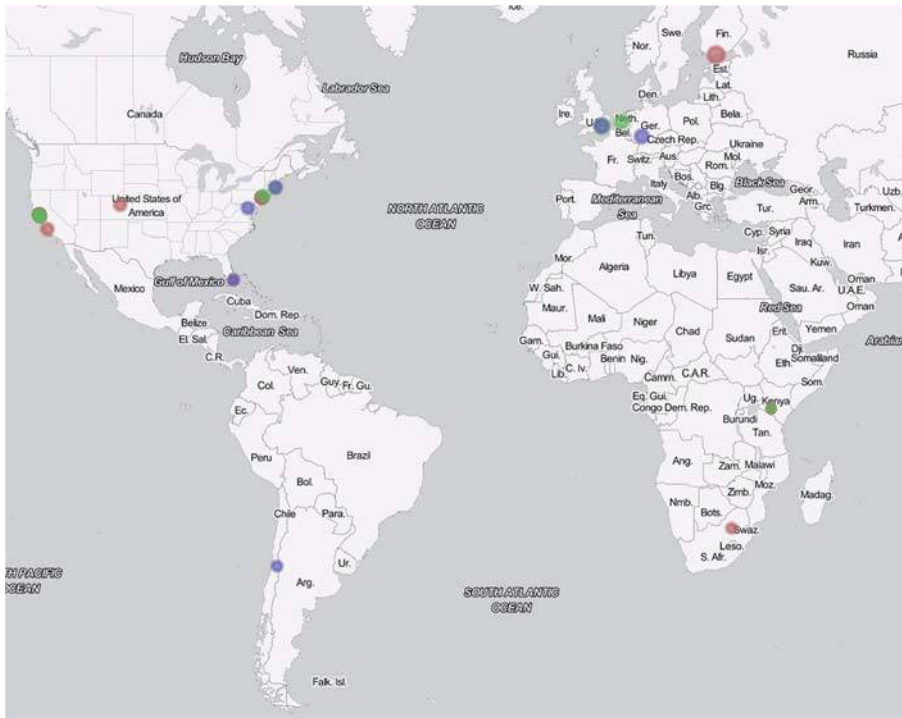 Ice.
Hudson Bay
Swe.
Fin.
Nor.
Russia
Est.
Lat.
Labrador Sea
Lith.
Den.
Canada
Ire.
Neth.
Bela.
Ger.
Pol.
Bel.
Czech Rep.
Ukraine
Fr.
Switz.
Aus.
Mol.
Rom.
Bos.
Italy
Blg.
Black Sea
Uzb.
United States of
America
Alb.
Geor.
Arm.
Turkmen.
Port.
Mediterranean
Sea
Grc.
Tur.
NORTH ATLANTIC
OCEAN
Cyp.
Syria
Tun.
Isr.
Iraq
Iran
Mor.
Kuw.
Gulf of Mexico
Algeria
Libya
Egypt
Oman
Mexico
W. Sah.
Sau. Ar.
U.A.E.
Cuba
Maur.
Red Sea
Oman
Dom. Rep.
Mali
Niger
Chad
Belize
Sudan
Erit.
Yemen
El Sal.
Caribbean Sea
Gam.
Burkina Faso
Arabian
Gui.
Dji.
C.R.
Benin
Nig.
Eth.
Somaliland
Ven.
Lib.
C. Iv.
C.A.R.
Som.
Col.
Guy.
Fr. Gu.
Camm.
Ec.
Eq. Gui.
Ug.
Kenya
Congo Dem. Rep.
Burundi
Tan.
Peru
Brazil
Ang.
Zam.
Malawi
Bol.
Moz.
Zimb.
Madag.
Nmb.
Chile
Para.
Bots.
Swaz.
Leso.
S. Afr.
Ur.
TH PACIFIC
OCEAN
Arg.
SOUTH ATLANTIC
OCEAN
Falk. Isl.